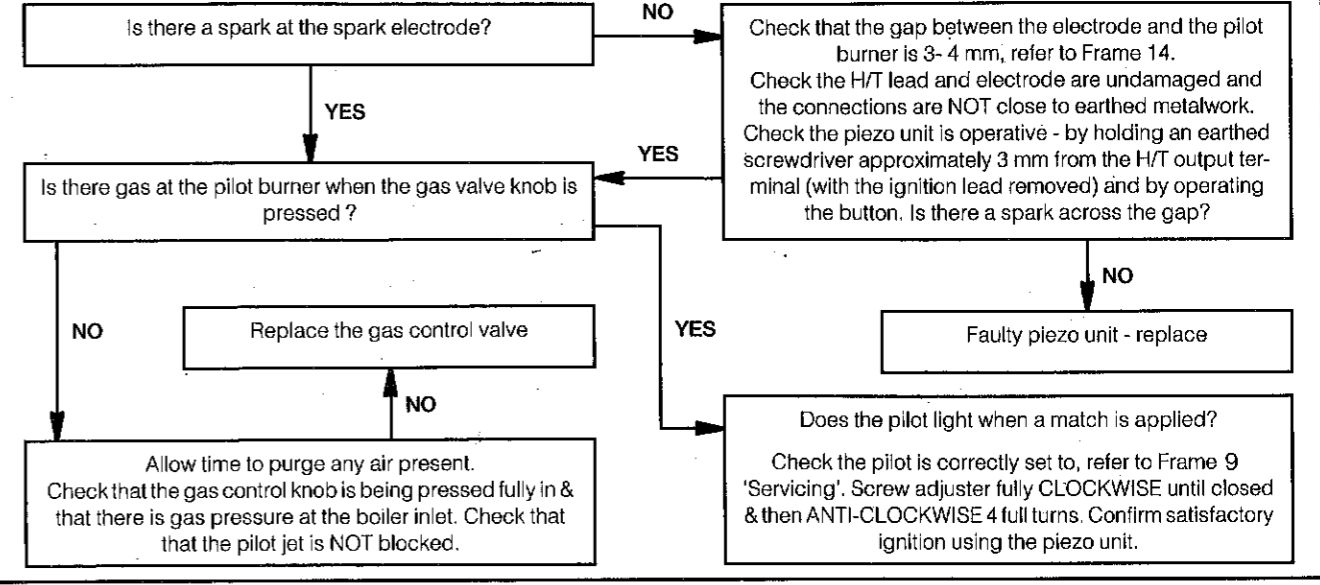 Is there a spark at the spark electrode?
NO
Check that the gap between the electrode and the pilot
burner is 3- 4 mm, refer to Frame 14.
Check the H/T lead and electrode are undamaged and
the connections are NOT close to earthed metalwork.
Check the piezo unit is operative - by holding an earthed
screwdriver approximately 3 mm from the H/T output ter-
minal (with the ignition lead removed) and by operating
the button. Is there a spark across the gap?
YES
YES
Is there gas at the pilot burner when the gas valve knob is
pressed ?
NO
Faulty piezo unit - replace
NO
Replace the gas control valve
YES
NO
Allow time to purge any air present.
Check that the gas control knob is being pressed fully in &
that there is gas pressure at the boiler inlet. Check that
that the pilot jet is NOT blocked.
Does the pilot light when a match is applied?
Check the pilot is correctly set to, refer to Frame 9
'Servicing'. Screw adjuster fully CLOCKWISE until closed
& then ANTI-CLOCKWISE 4 full turns. Confirm satisfactory
ignition using the piezo unit.